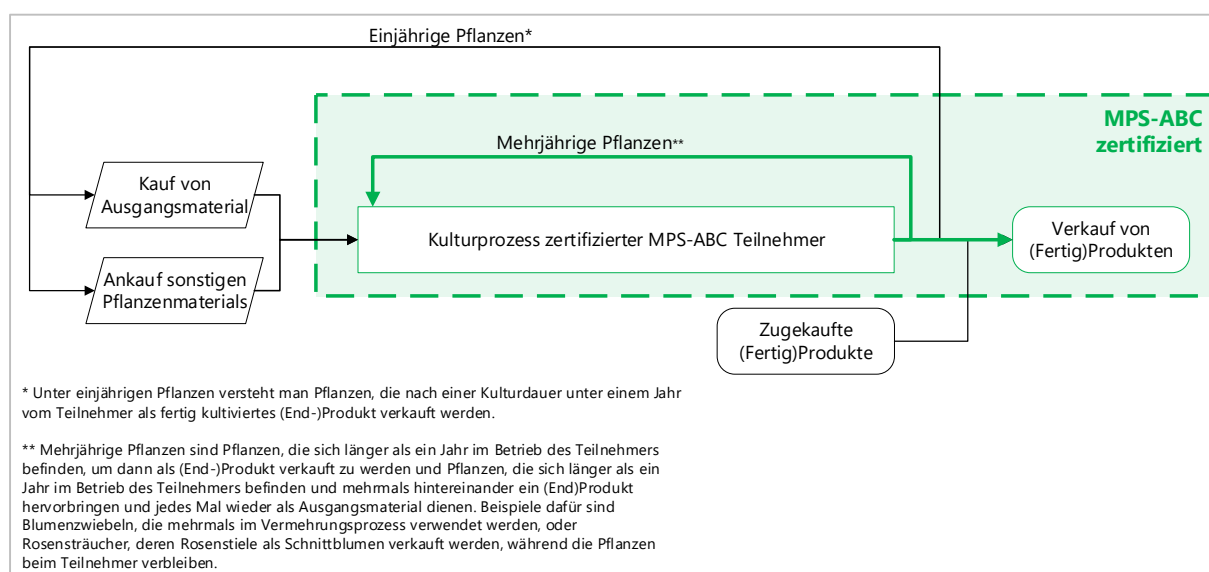 Einjährige Pflanzen*
MPS-ABC
zertifiziert
Mehrjährige Pflanzen**
Kauf von
Ausgangsmaterial
Kulturprozess zertifizierter MPS-ABC Teilnehmer
Verkauf von
(Fertig)Produkten
Ankauf sonstigen
Pflanzenmaterials
Zugekaufte
(Fertig)Produkte
* Unter einjährigen Pflanzen versteht man Pflanzen, die nach einer Kulturdauer unter einem Jahr
vom Teilnehmer als fertig kultiviertes (End-)Produkt verkauft werden.
** Mehrjährige Pflanzen sind Pflanzen, die sich länger als ein Jahr im Betrieb des Teilnehmers
befinden, um dann als (End-)Produkt verkauft zu werden und Pflanzen, die sich länger als ein
Jahr im Betrieb des Teilnehmers befinden und mehrmals hintereinander ein (End)Produkt
hervorbringen und jedes Mal wieder als Ausgangsmaterial dienen. Beispiele dafür sind
Blumenzwiebeln, die mehrmals im Vermehrungsprozess verwendet werden, oder
Rosensträucher, deren Rosenstiele als Schnittblumen verkauft werden, während die Pflanzen
beim Teilnehmer verbleiben.